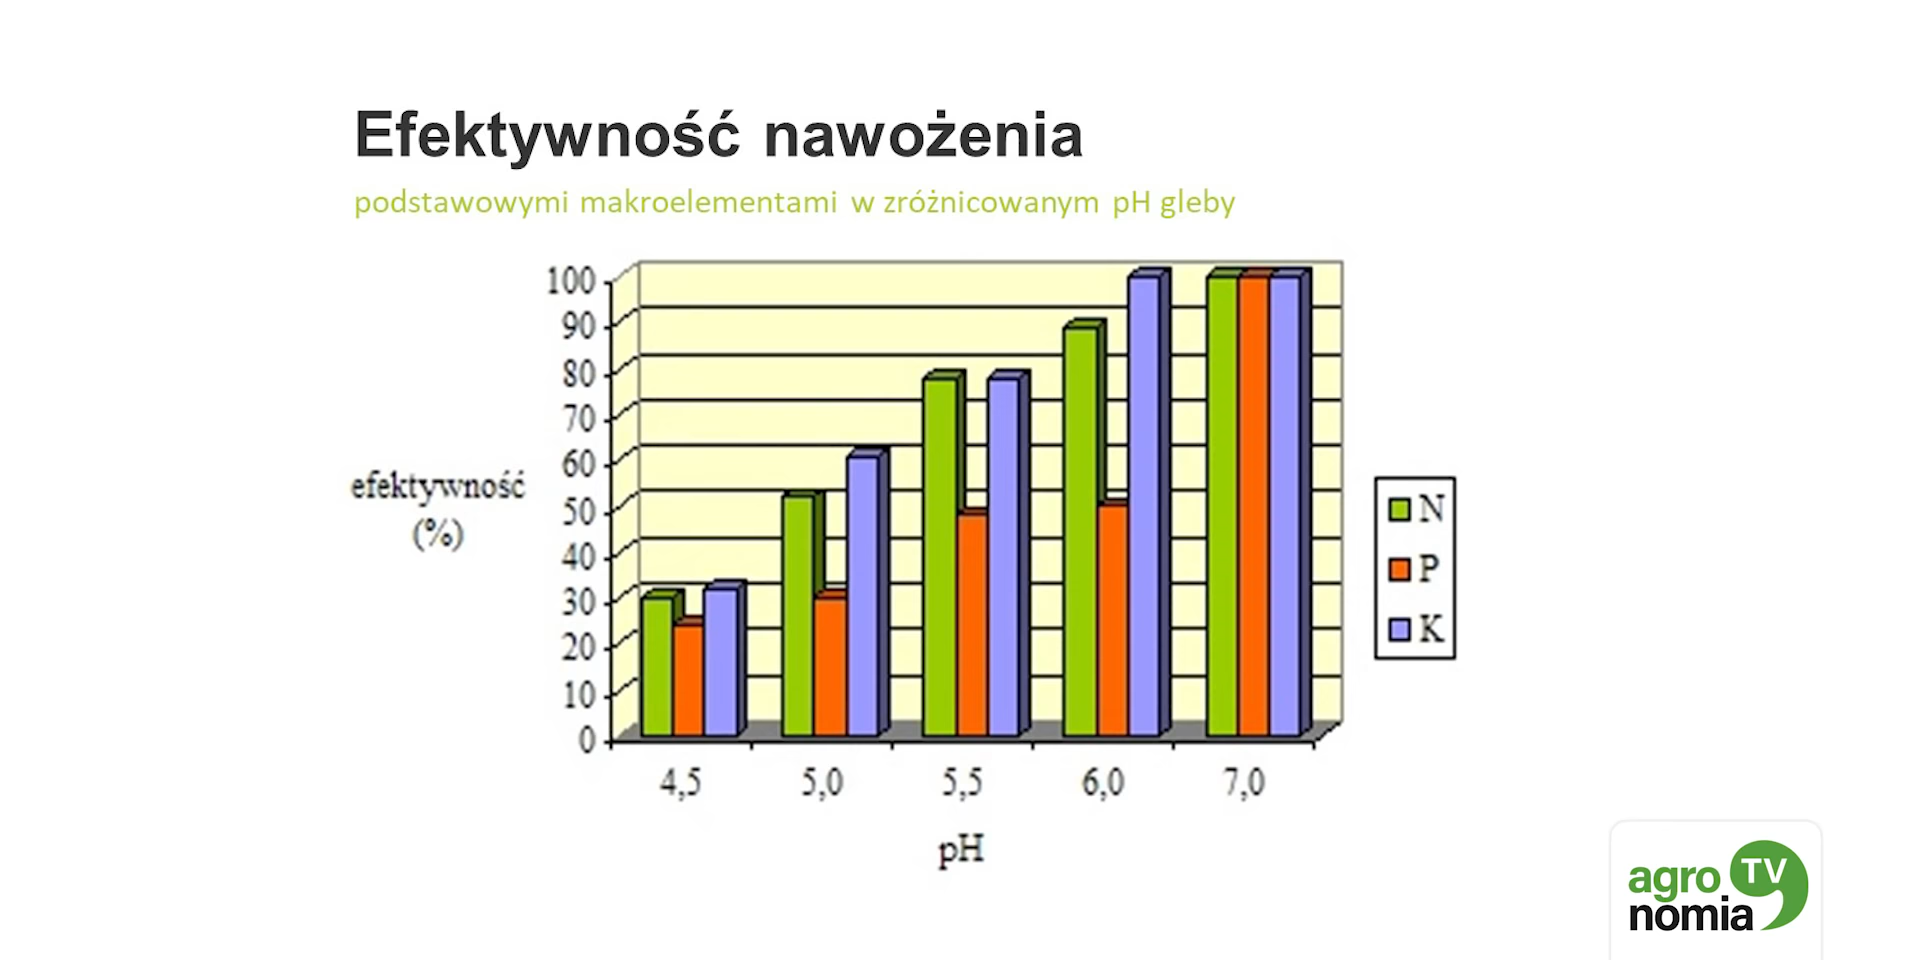 Efektywność nawożenia
podstawowymi makroelementami w zróżnicowanym pH gleby
100
90
80
70
60
50
40
30
20
10
0
efektywność
(%)
4,5 5,0 5,5 6,0 7,0
pH
N
P
K
agro TV
nomia